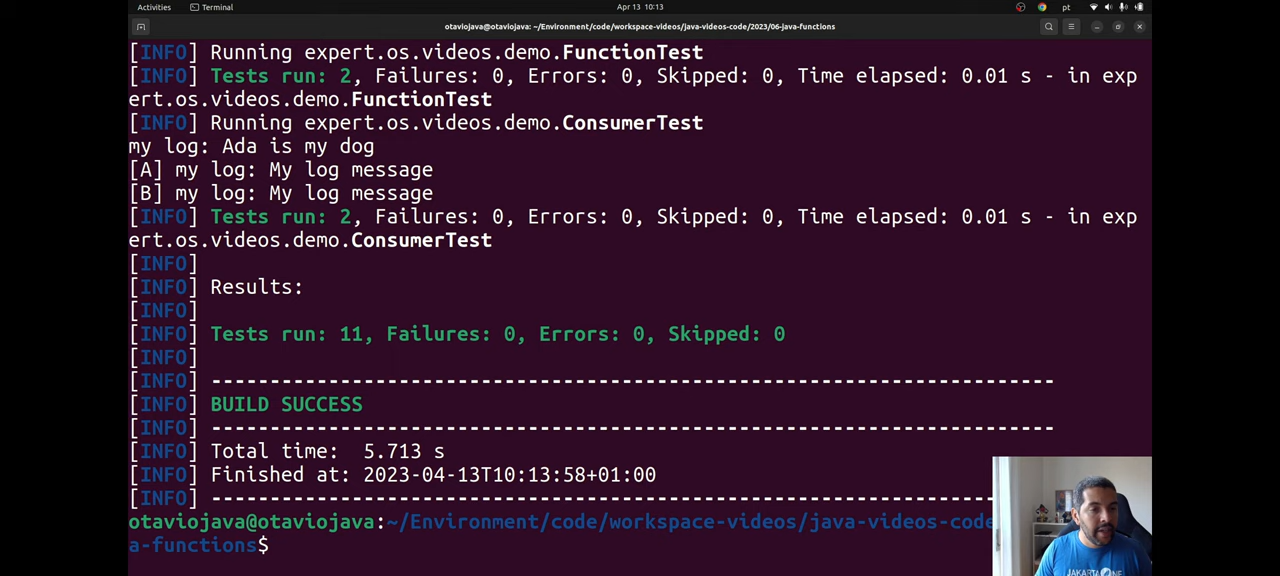 Activities
Terminal
Apr 13 10:13
pt
otaviojava@otaviojava: ~/Environment/code/workspace-videos/java-videos-code/2023/06-java-functions
[INFO] Running expert.os.videos.demo.FunctionTest
[INFO] Tests run: 2, Failures: 0, Errors: 0, Skipped: 0, Time elapsed: 0.01 s - in exp
ert.os.videos.demo.FunctionTest
[INFO] Running expert.os.videos.demo.ConsumerTest
my log: Ada is my dog
[A] my log: My log message
[B] my log: My log message
[INFO] Tests run: 2, Failures: 0, Errors: 0, Skipped: 0, Time elapsed: 0.01 s - in exp
ert.os.videos.demo.ConsumerTest
[INFO]
[INFO] Results:
[INFO]
[INFO] Tests run: 11, Failures: 0, Errors: 0, Skipped: 0
[INFO]
[INFO] ------------------------------------------------------------------------
[INFO] BUILD SUCCESS
[INFO] ------------------------------------------------------------------------
[INFO] Total time:  5.713 s
[INFO] Finished at: 2023-04-13T10:13:58+01:00
[INFO] ------------------------------------------------------------------------
otaviojava@otaviojava:~/Environment/code/workspace-videos/java-videos-code
a-functions$
JAKARTAONE